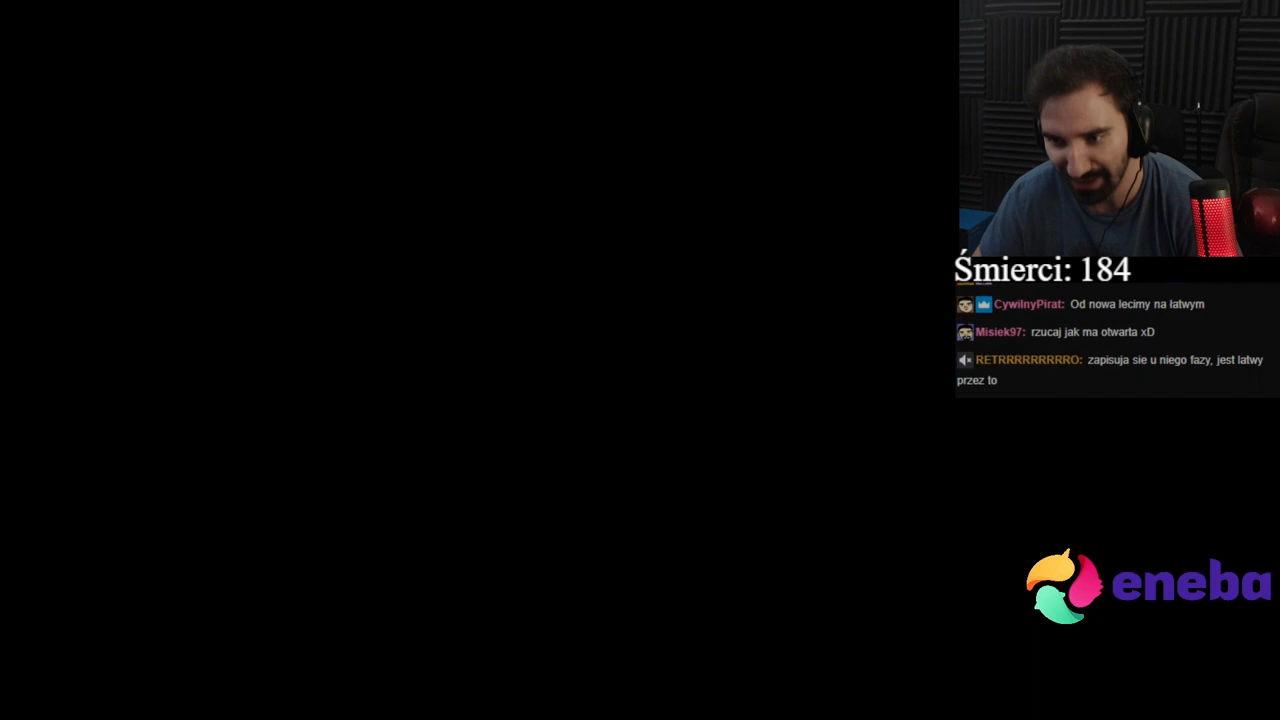 Śmierci: 184
CywilnyPirat: Od nowa lecimy na łatwym
Misiek97: rzucaj jak ma otwarta xD
RETRRRRRRRRRO: zapisuja sie u niego fazy, jest latwy
przez to
eneba